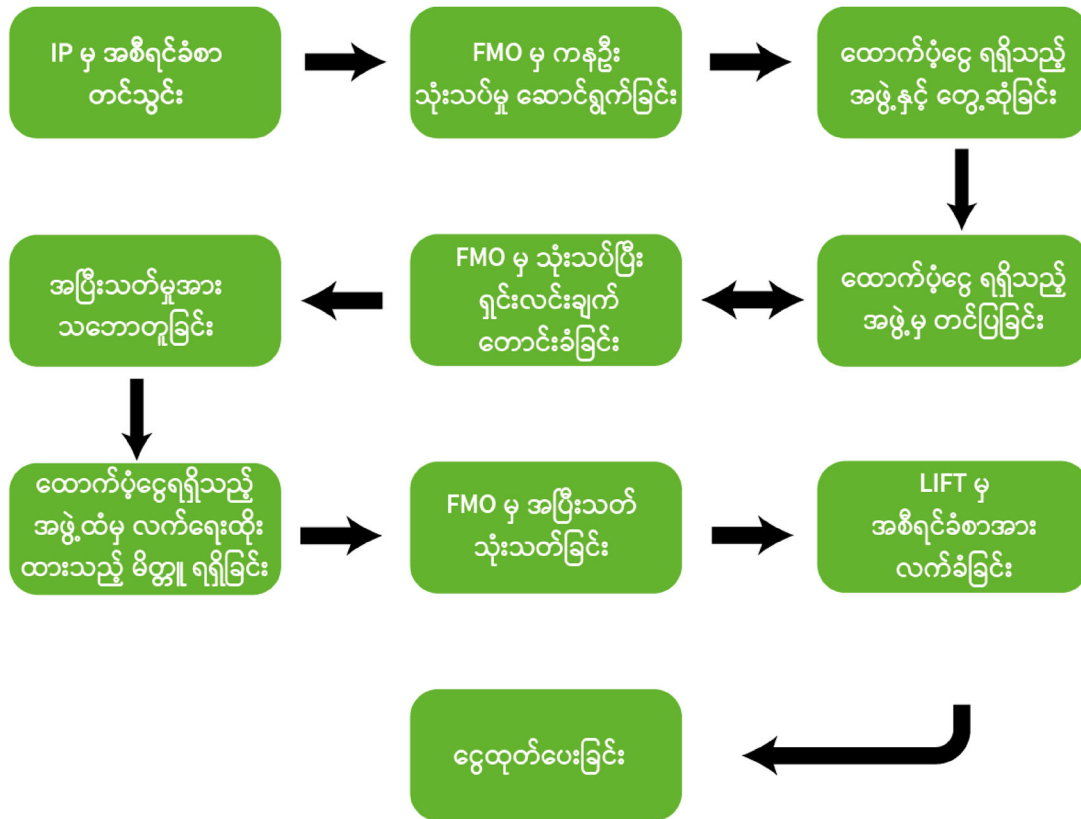 IP မှ အစီရင်ခံစာ
တင်သွင်း
FMO မှ ကနဦး
သုံးသပ်မှု ဆောင်ရွက်ခြင်း
ထောက်ပံ့ငွေ ရရှိသည့်
အဖွဲ့နှင့် တွေ့ဆုံခြင်း
ထောက်ပံ့ငွေ ရရှိသည့်
အဖွဲ့မှ တင်ပြခြင်း
FMO မှ သုံးသပ်ပြီး
ရှင်းလင်းချက်
တောင်းခံခြင်း
အပြီးသတ်မှုအား
သဘောတူခြင်း
ထောက်ပံ့ငွေရရှိသည့်
အဖွဲ့ထံမှ လက်ရေးထိုး
ထားသည့် မိတ္တူ ရရှိခြင်း
FMO မှ အပြီးသတ်
သုံးသတ်ခြင်း
LIFT မှ
အစီရင်ခံစာအား
လက်ခံခြင်း
ငွေထုတ်ပေးခြင်း